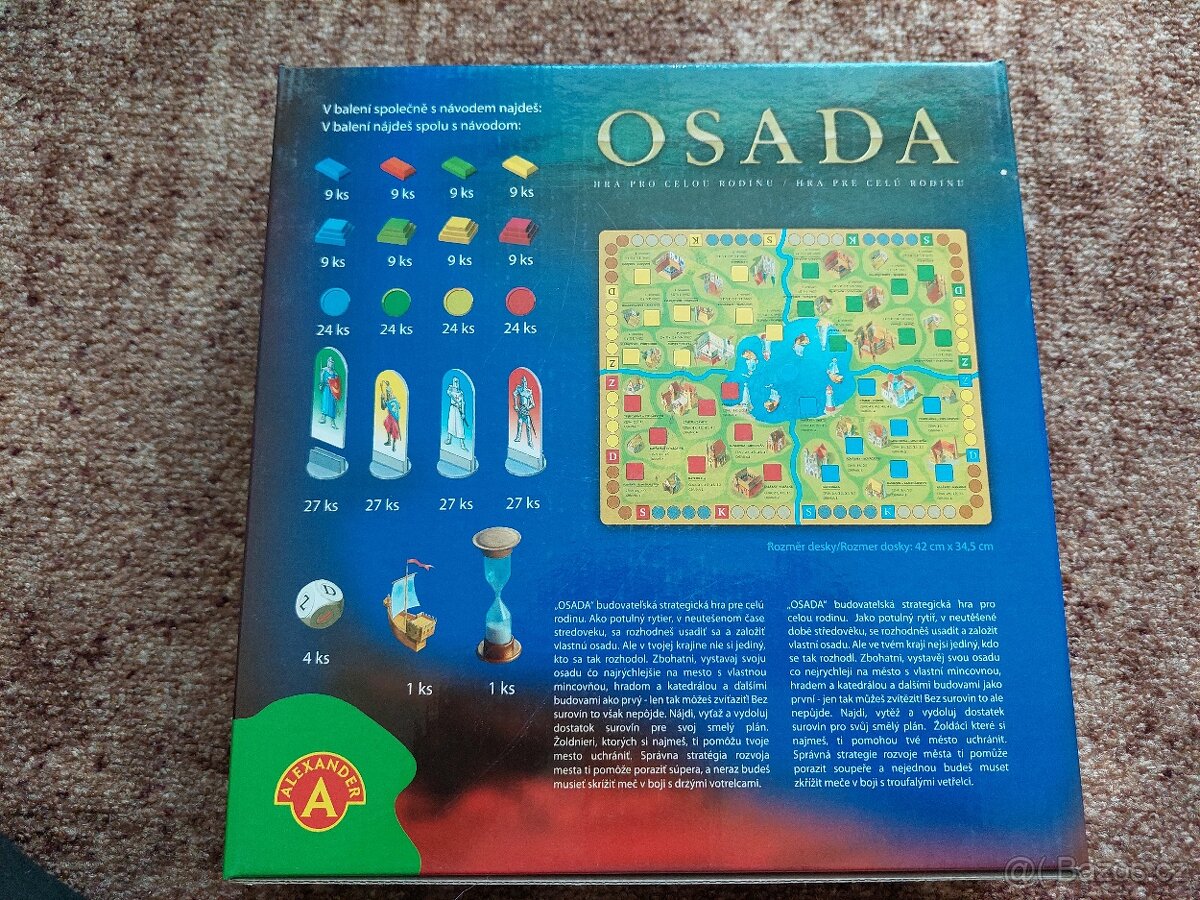 V balení společně s návodem najdeš:
V balení nájdeš spolu s návodom:
OSADA
HRA PRO CELOU RODINU / HRA PRE CELÚ RODINU
9 ks 9 ks 9 ks 9 ks
9 ks 9 ks 9 ks 9 ks
24 ks 24 ks 24 ks 24 ks
27 ks 27 ks 27 ks 27 ks
K S K S
D D
Z Z
Z Z
D D
S K S K
Rozměr desky/Rozmer dosky: 42 cm x 34,5 cm
Z D
4 ks
1 ks 1 ks
„OSADA" budovateľská strategická hra pre celú
rodinu. Ako potulný rytier, v neutešenom čase
stredoveku, sa rozhodneš usadiť sa a založiť
vlastnú osadu. Ale v tvojej krajine nie si jediný,
kto sa tak rozhodol. Zbohatni, vystavaj svoju
osadu čo najrýchlejšie na mesto s vlastnou
mincovňou, hradom a katedrálou a ďalšími
budovami ako prvý - len tak môžeš zvíťaziť! Bez
surovín to však nepôjde. Nájdi, vyťaž a vydoluj
dostatok surovín pre svoj smelý plán.
Žoldnieri, ktorých si najmeš, ti pomôžu tvoje
mesto uchrániť. Správna stratégia rozvoja
mesta ti pomôže poraziť súpera, a neraz budeš
musieť skrížiť meč v boji s drzými votrelcami.
„OSADA" budovatelská strategická hra pro
celou rodinu. Jako potulný rytíř, v neutěšené
době středověku, se rozhodneš usadit a založit
vlastní osadu. Ale ve tvém kraji nejsi jediný, kdo
se tak rozhodl. Zbohatni, vystavěj svou osadu
co nejrychleji na město s vlastní mincovnou,
hradem a katedrálou a dalšími budovami jako
první - jen tak můžeš zvítězit! Bez surovin to ale
nepůjde. Najdi, vytěž a vydoluj dostatek
surovin pro svůj smělý plán. Žoldáci které si
najmeš, ti pomohou tvé město uchránit.
Správná strategie rozvoje města ti pomůže
porazit soupeře a nejednou budeš muset
zkřížit meče v boji s troufalými vetřelci.
ALEXANDER
A
@( Bazos.cz